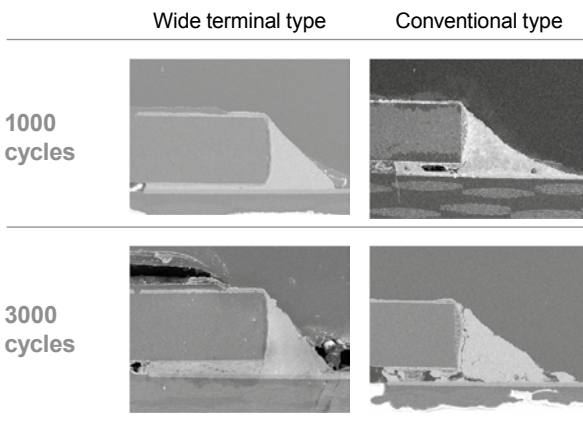 Wide terminal type
Conventional type
1000
cycles
3000
cycles